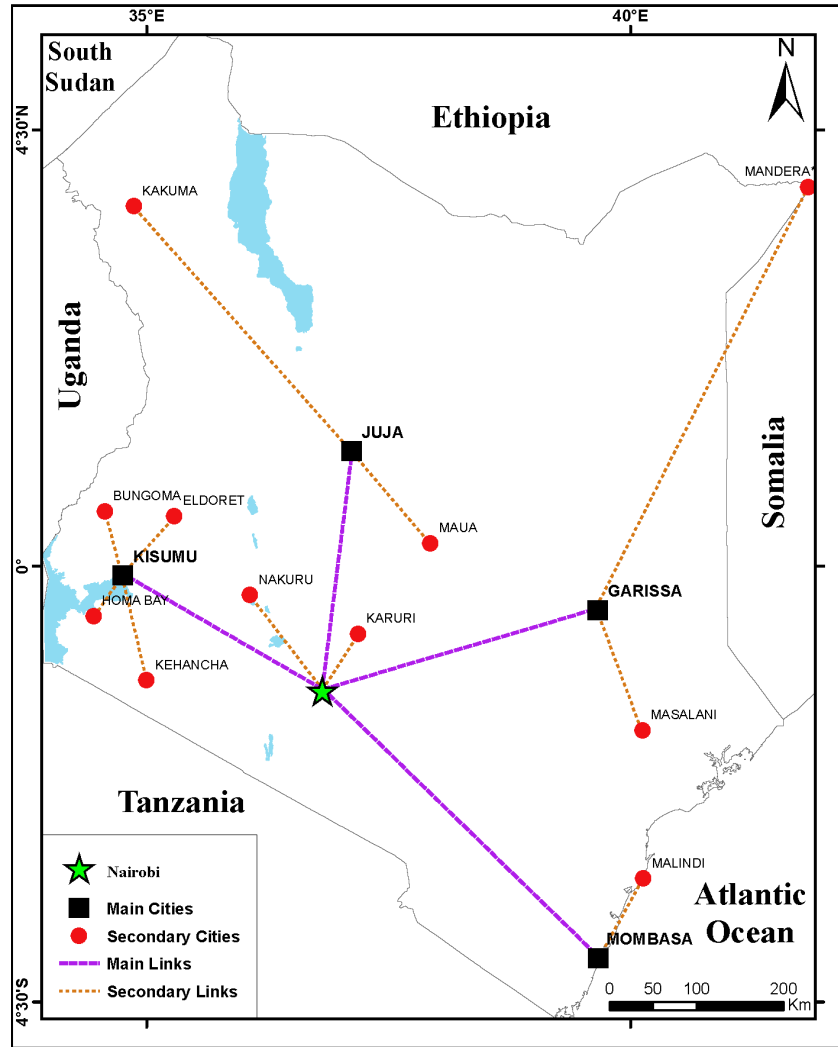 35°E
40°E
South
Sudan
N
Ethiopia
4°30'N
MANDERA
KAKUMA
Uganda
JUJA
Somalia
BUNGOMA
ELDORET
MAUA
0°
KISUMU
NAKURU
GARISSA
HOMA BAY
KARURI
KEHANCHA
MASALANI
Tanzania
MALINDI
Atlantic
Ocean
MOMBASA
Nairobi
Main Cities
Secondary Cities
Main Links
Secondary Links
0 50 100 200
Km
4°30'S